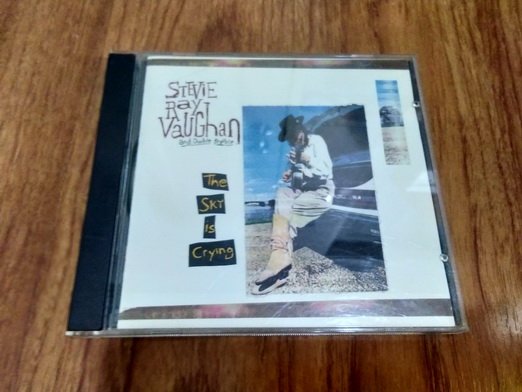 STEVIE
Ray
VaUGhan
and Double Trouble
The
SKY
is
Crying